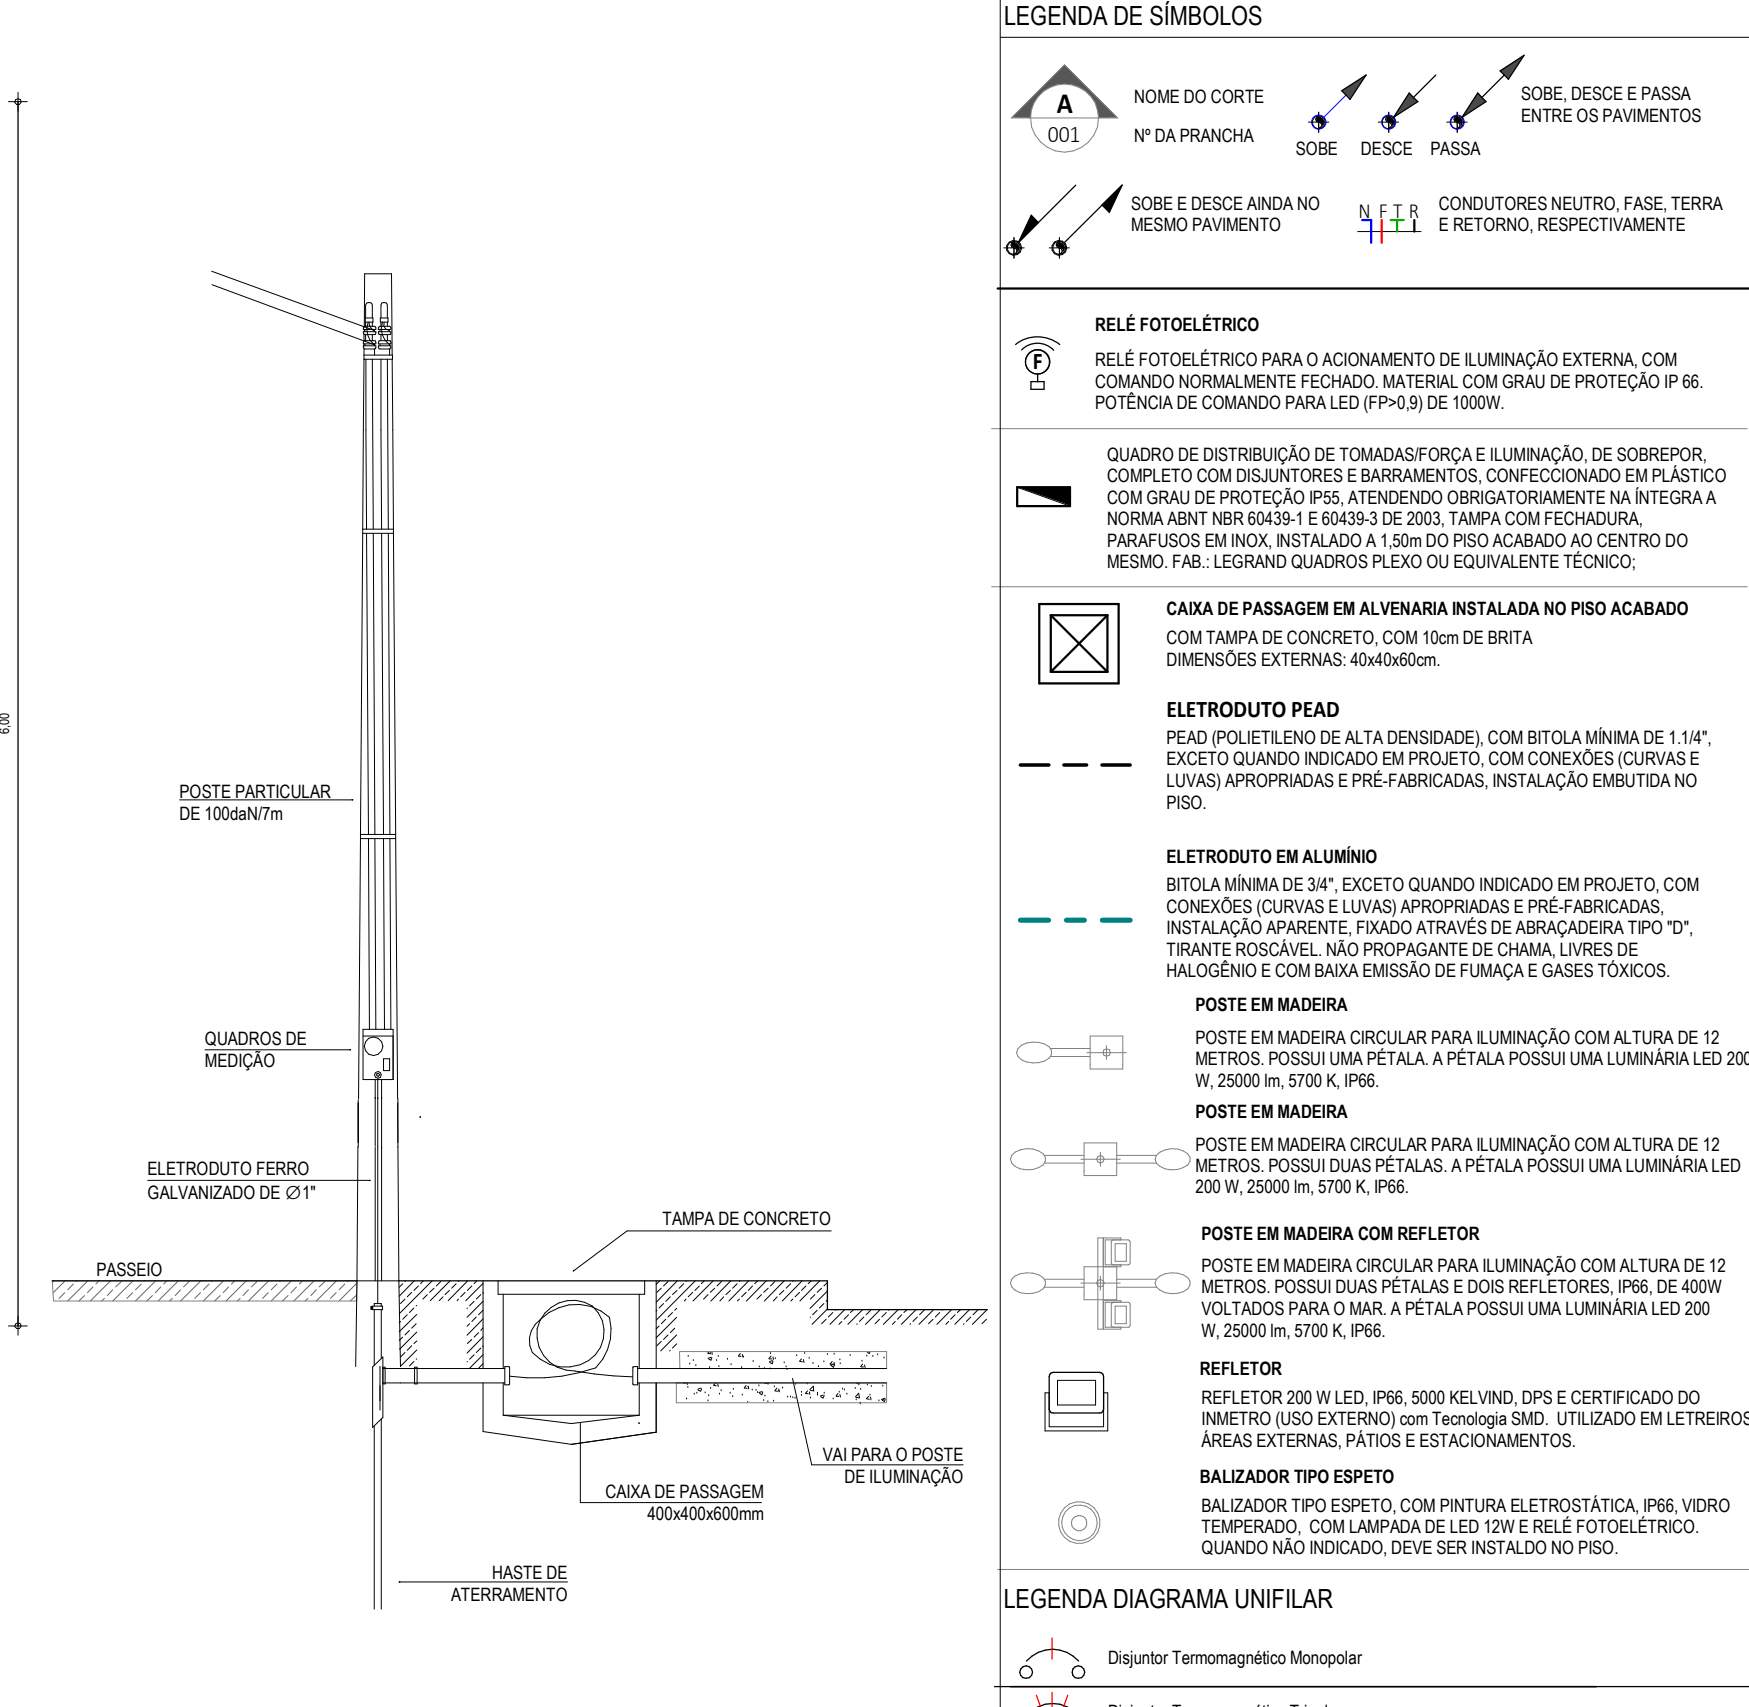 6,00
POSTE PARTICULAR
DE 100daN/7m
QUADROS DE
MEDIÇÃO
ELETRODUTO FERRO
GALVANIZADO DE Ø1"
PASSEIO
TAMPA DE CONCRETO
VAI PARA O POSTE
DE ILUMINAÇÃO
CAIXA DE PASSAGEM
400x400x600mm
HASTE DE
ATERRAMENTO
LEGENDA DE SÍMBOLOS
A
001
NOME DO CORTE
Nº DA PRANCHA
SOBE DESCE PASSA
SOBE, DESCE E PASSA
ENTRE OS PAVIMENTOS
SOBE E DESCE AINDA NO
MESMO PAVIMENTO
N F T R
CONDUTORES NEUTRO, FASE, TERRA
E RETORNO, RESPECTIVAMENTE
F
RELÉ FOTOELÉTRICO
RELÉ FOTOELÉTRICO PARA O ACIONAMENTO DE ILUMINAÇÃO EXTERNA, COM
COMANDO NORMALMENTE FECHADO. MATERIAL COM GRAU DE PROTEÇÃO IP 66.
POTÊNCIA DE COMANDO PARA LED (FP>0,9) DE 1000W.
QUADRO DE DISTRIBUIÇÃO DE TOMADAS/FORÇA E ILUMINAÇÃO, DE SOBREPOR,
COMPLETO COM DISJUNTORES E BARRAMENTOS, CONFECCIONADO EM PLÁSTICO
COM GRAU DE PROTEÇÃO IP55, ATENDENDO OBRIGATORIAMENTE NA ÍNTEGRA A
NORMA ABNT NBR 60439-1 E 60439-3 DE 2003, TAMPA COM FECHADURA,
PARAFUSOS EM INOX, INSTALADO A 1,50m DO PISO ACABADO AO CENTRO DO
MESMO. FAB.: LEGRAND QUADROS PLEXO OU EQUIVALENTE TÉCNICO;
CAIXA DE PASSAGEM EM ALVENARIA INSTALADA NO PISO ACABADO
COM TAMPA DE CONCRETO, COM 10cm DE BRITA
DIMENSÕES EXTERNAS: 40x40x60cm.
ELETRODUTO PEAD
PEAD (POLIETILENO DE ALTA DENSIDADE), COM BITOLA MÍNIMA DE 1.1/4",
EXCETO QUANDO INDICADO EM PROJETO, COM CONEXÕES (CURVAS E
LUVAS) APROPRIADAS E PRÉ-FABRICADAS, INSTALAÇÃO EMBUTIDA NO
PISO.
ELETRODUTO EM ALUMÍNIO
BITOLA MÍNIMA DE 3/4", EXCETO QUANDO INDICADO EM PROJETO, COM
CONEXÕES (CURVAS E LUVAS) APROPRIADAS E PRÉ-FABRICADAS,
INSTALAÇÃO APARENTE, FIXADO ATRAVÉS DE ABRAÇADEIRA TIPO "D",
TIRANTE ROSCÁVEL. NÃO PROPAGANTE DE CHAMA, LIVRES DE
HALOGÊNIO E COM BAIXA EMISSÃO DE FUMAÇA E GASES TÓXICOS.
POSTE EM MADEIRA
POSTE EM MADEIRA CIRCULAR PARA ILUMINAÇÃO COM ALTURA DE 12
METROS. POSSUI UMA PÉTALA. A PÉTALA POSSUI UMA LUMINÁRIA LED 200
W, 25000 lm, 5700 K, IP66.
POSTE EM MADEIRA
POSTE EM MADEIRA CIRCULAR PARA ILUMINAÇÃO COM ALTURA DE 12
METROS. POSSUI DUAS PÉTALAS. A PÉTALA POSSUI UMA LUMINÁRIA LED
200 W, 25000 lm, 5700 K, IP66.
POSTE EM MADEIRA COM REFLETOR
POSTE EM MADEIRA CIRCULAR PARA ILUMINAÇÃO COM ALTURA DE 12
METROS. POSSUI DUAS PÉTALAS E DOIS REFLETORES, IP66, DE 400W
VOLTADOS PARA O MAR. A PÉTALA POSSUI UMA LUMINÁRIA LED 200
W, 25000 lm, 5700 K, IP66.
REFLETOR
REFLETOR 200 W LED, IP66, 5000 KELVIND, DPS E CERTIFICADO DO
INMETRO (USO EXTERNO) com Tecnologia SMD. UTILIZADO EM LETREIROS
ÁREAS EXTERNAS, PÁTIOS E ESTACIONAMENTOS.
BALIZADOR TIPO ESPETO
BALIZADOR TIPO ESPETO, COM PINTURA ELETROSTÁTICA, IP66, VIDRO
TEMPERADO, COM LAMPADA DE LED 12W E RELÉ FOTOELÉTRICO.
QUANDO NÃO INDICADO, DEVE SER INSTALDO NO PISO.
LEGENDA DIAGRAMA UNIFILAR
Disjuntor Termomagnético Monopolar